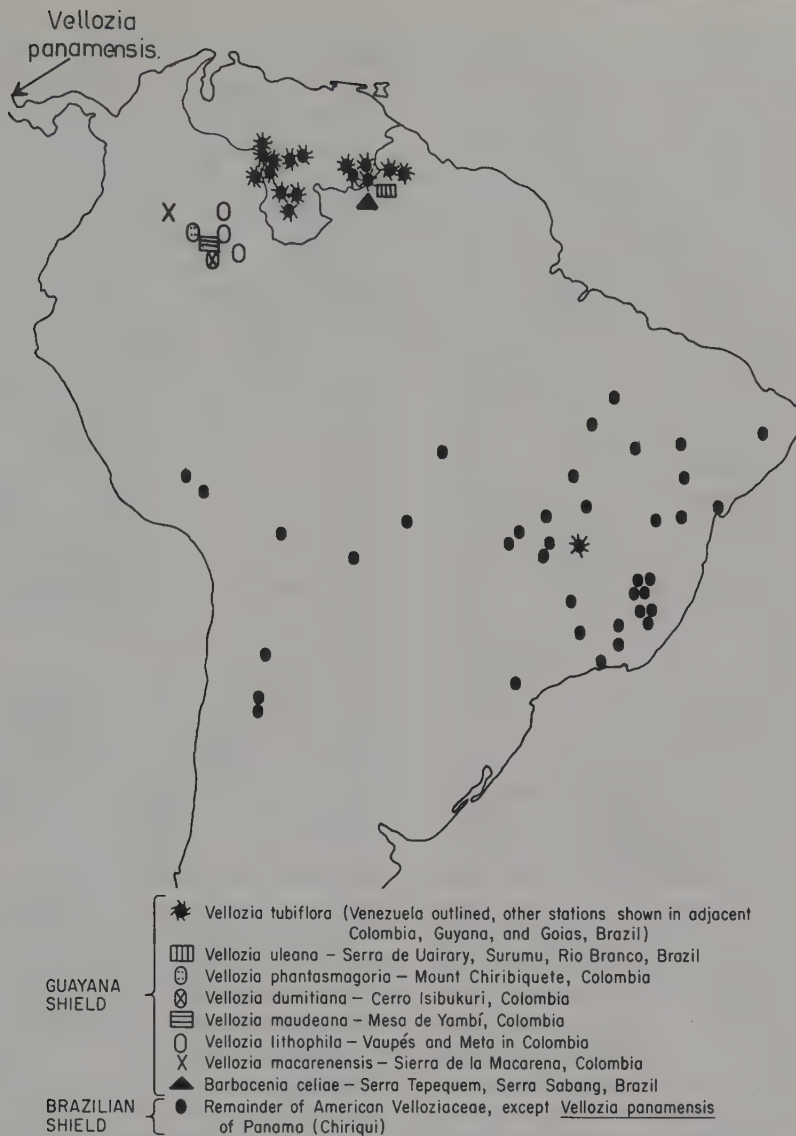 Vellozia
panamensis.
GUAYANA
SHIELD
Vellozia tubiflora (Venezuela outlined, other stations shown in adjacent
Colombia, Guyana, and Goias, Brazil)
Vellozia uleana – Serra de Uairary, Surumu, Rio Branco, Brazil
Vellozia phantasmagoria – Mount Chiribiquete, Colombia
Vellozia dumitiana – Cerro Isibukuri, Colombia
Vellozia maudeana – Mesa de Yambí, Colombia
Vellozia lithophila – Vaupés and Meta in Colombia
Vellozia macarenensis – Sierra de la Macarena, Colombia
Barbacenia celiae – Serra Tepequem, Serra Sabang, Brazil
BRAZILIAN
SHIELD
Remainder of American Velloziaceae, except Vellozia panamensis
of Panama (Chiriqui)